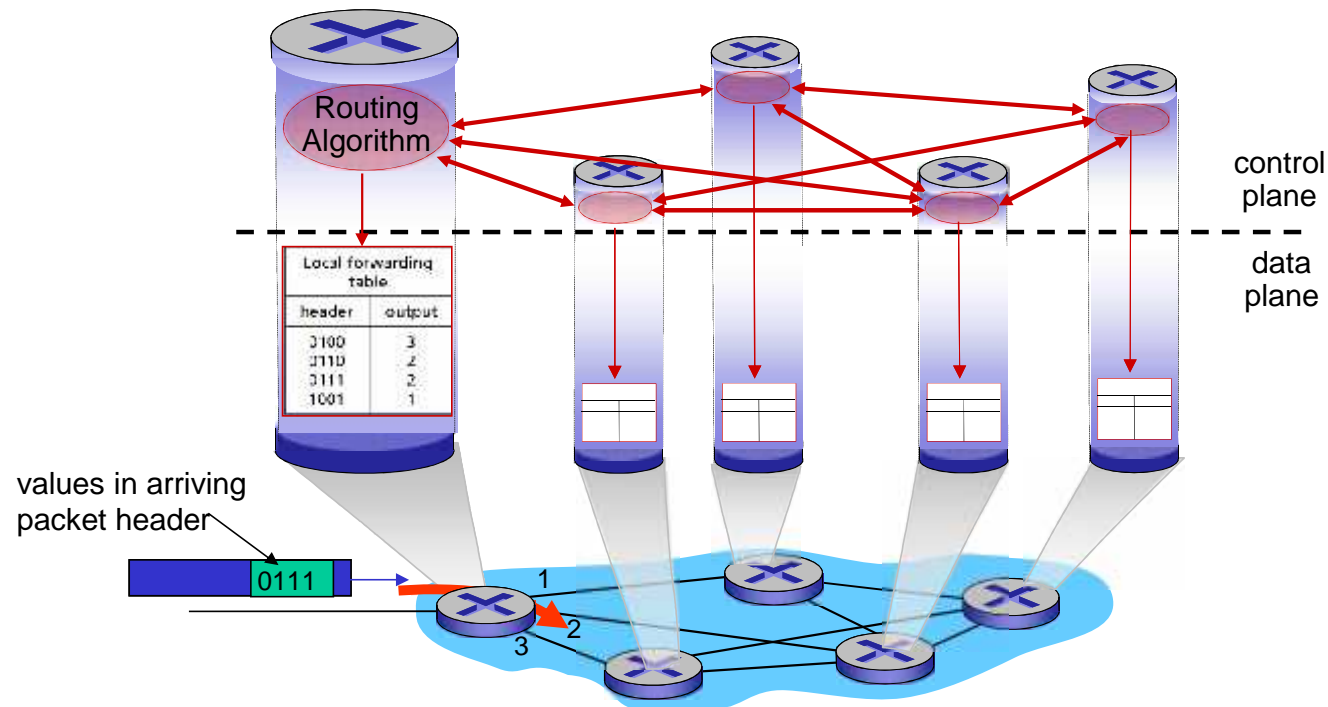 Routing
Algorithm
control
plane
data
plane
Local forwarding
table
header output
0100 3
0110 2
0111 2
1001 1
values in arriving
packet header
0111
1
2
3